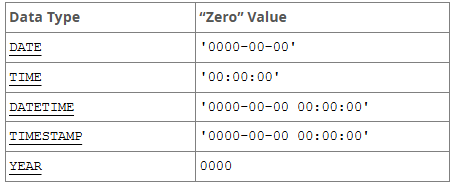 Data Type “Zero” Value
DATE '0000-00-00'
TIME '00:00:00'
DATETIME '0000-00-00 00:00:00'
TIMESTAMP '0000-00-00 00:00:00'
YEAR 0000